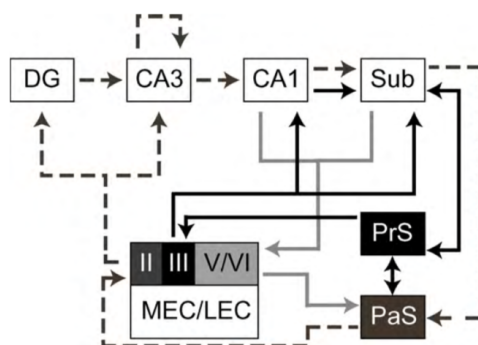 DG CA3 CA1 Sub
PrS
II III V/VI
MEC/LEC
PaS